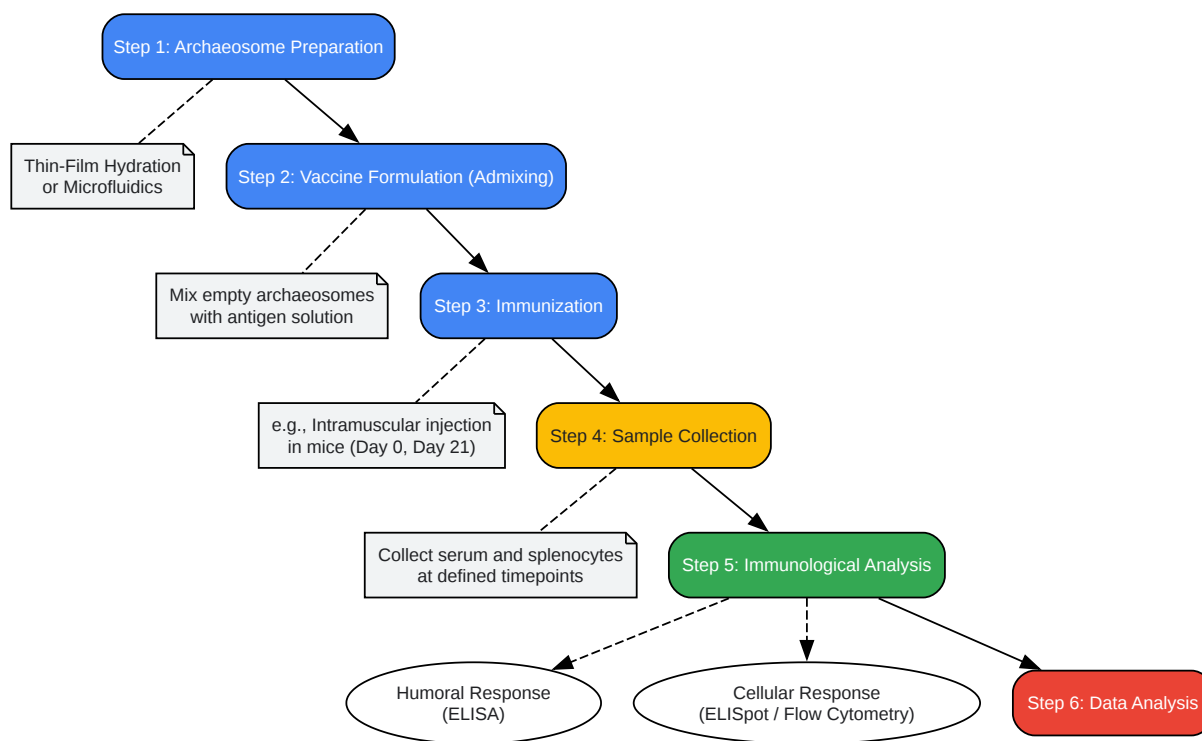 Step 1: Archaeosome Preparation
Thin-Film Hydration
or Microfluidics
Step 2: Vaccine Formulation (Admixing)
Mix empty archaeosomes
with antigen solution
Step 3: Immunization
e.g., Intramuscular injection
in mice (Day 0, Day 21)
Step 4: Sample Collection
Collect serum and splenocytes
at defined timepoints
Step 5: Immunological Analysis
Humoral Response
(ELISA)
Cellular Response
(ELISpot / Flow Cytometry)
Step 6: Data Analysis